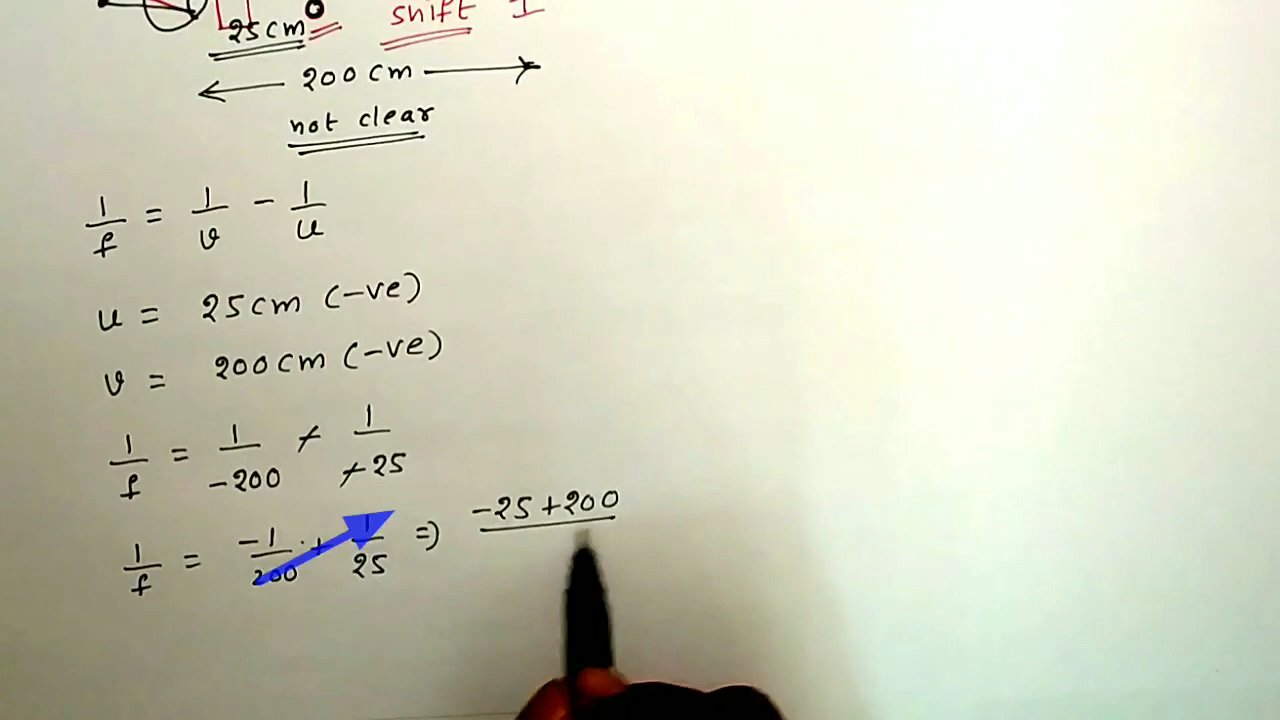 25cm shift I
200 cm
not clear
1/f = 1/v - 1/u
u = 25cm (-ve)
v = 200cm (-ve)
1/f = 1/-200 - 1/-25
1/f = -1/200 + 1/25 => -25+200